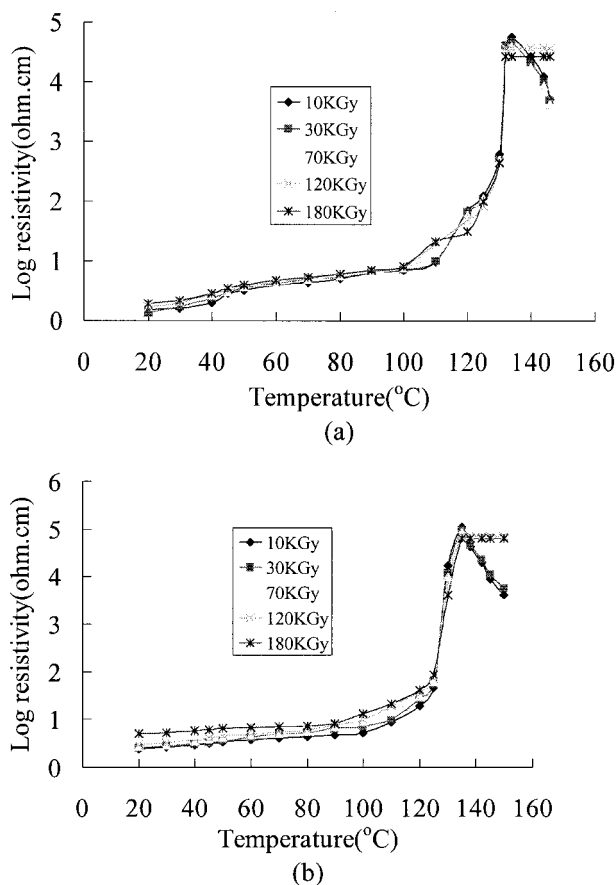 (a)
5
4
3
2
1
0
Log resistivity(ohm.cm)
10KGy
30KGy
70KGy
120KGy
180KGy
0 20 40 60 80 100 120 140 160
Temperature(°C)
(a)
6
5
4
3
2
1
0
Log resistivity(ohm.cm)
10KGy
30KGy
70KGy
120KGy
180KGy
0 20 40 60 80 100 120 140 160
Temperature(°C)
(b)